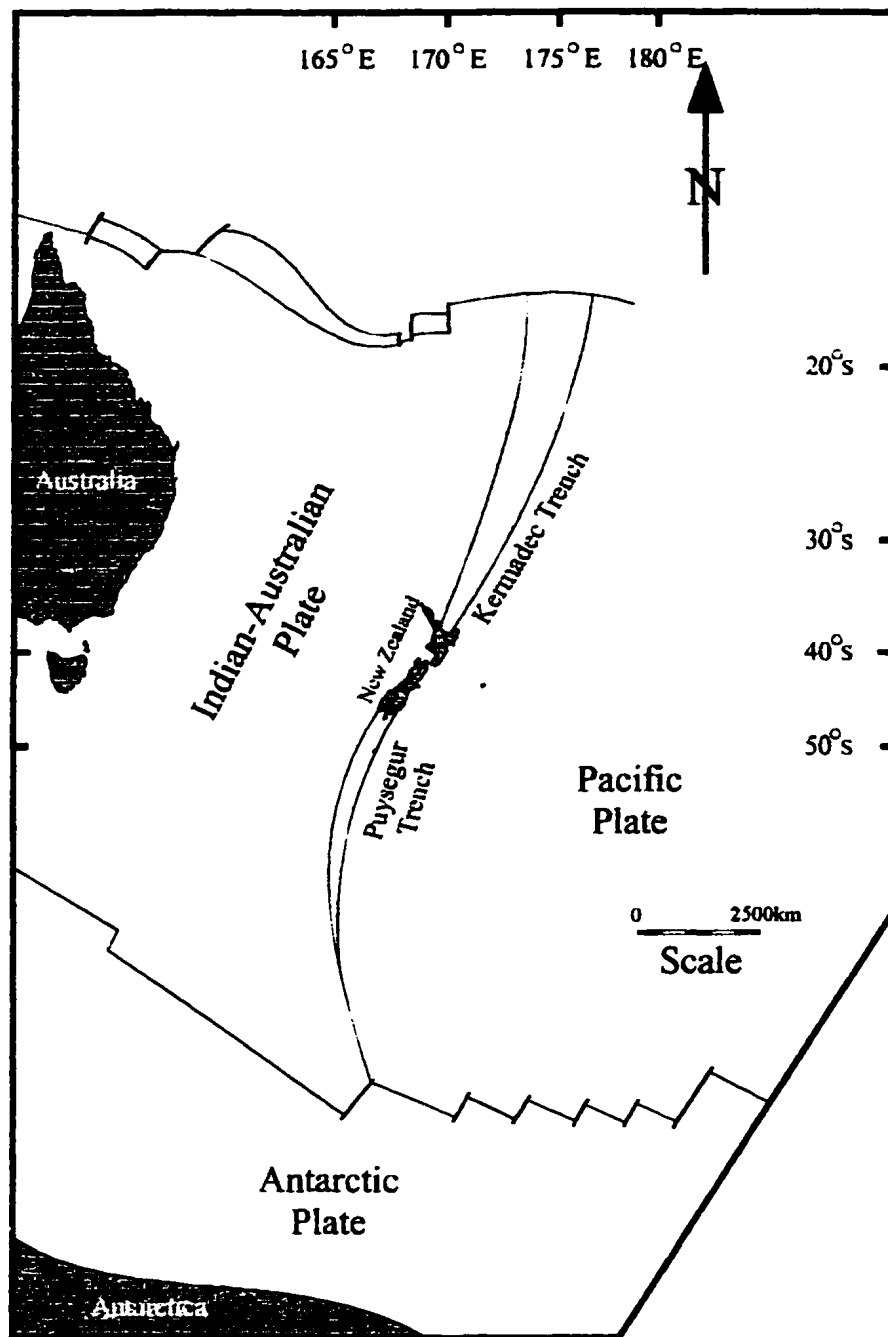 165°E 170°E 175°E 180°E
N
20°S
Australia
30°S
Kermadec Trench
Indian-Australian
Plate
New Zealand
40°S
50°S
Puysegur
Trench
Pacific
Plate
0 2500km
Scale
Antarctic
Plate
Antarctica